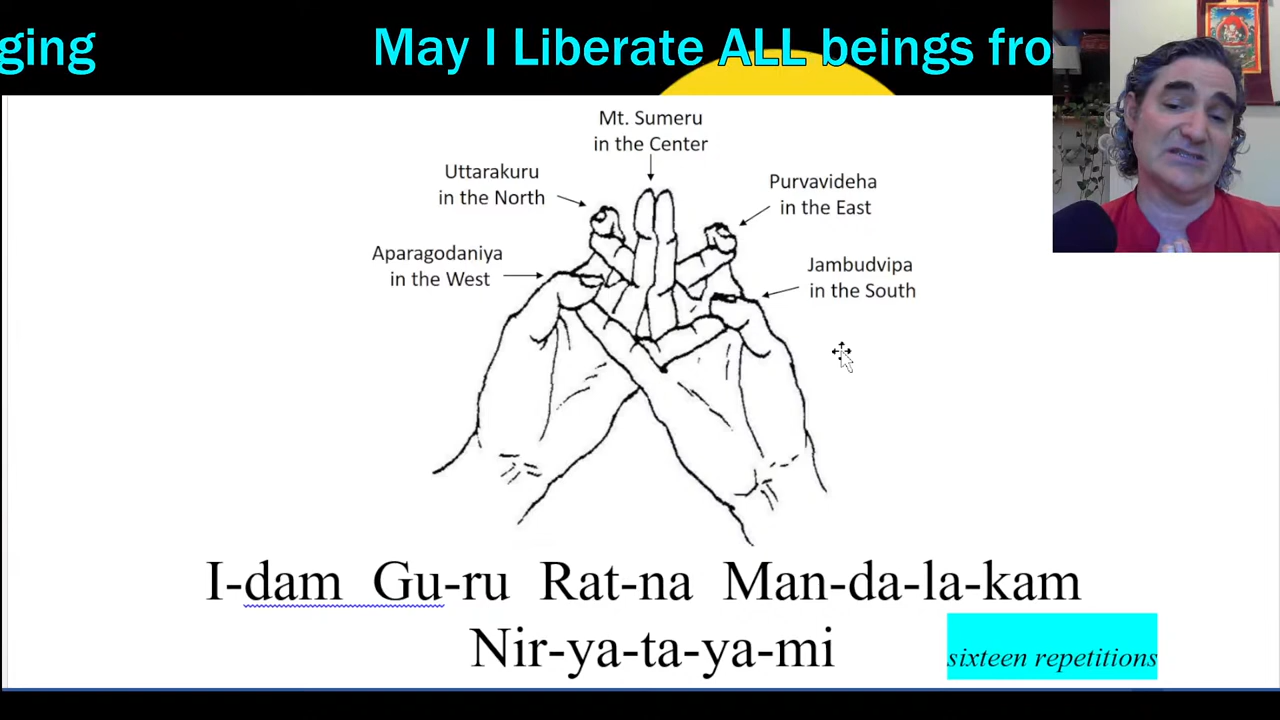 ging May I Liberate ALL beings fro
Mt. Sumeru
in the Center
Uttarakuru
in the North
Purvavideha
in the East
Aparagodaniya
in the West
Jambudvipa
in the South
I-dam Gu-ru Rat-na Man-da-la-kam
Nir-ya-ta-ya-mi
sixteen repetitions